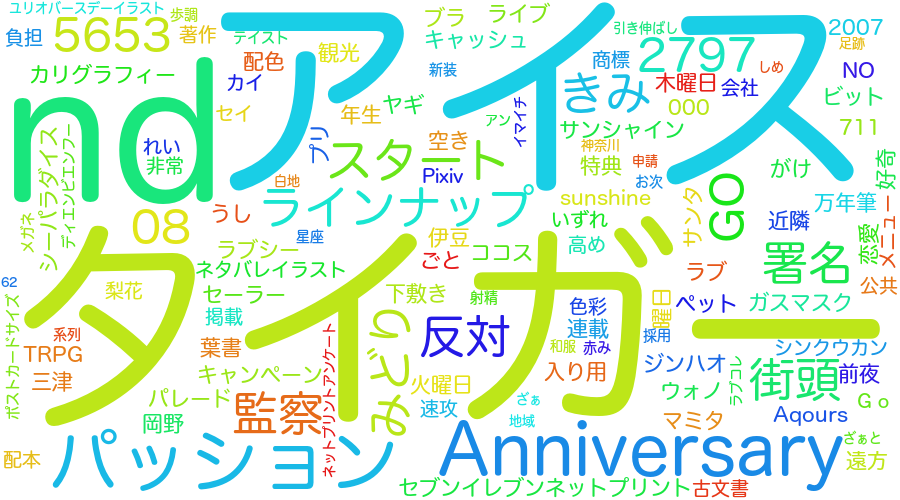 ユリオバースデーイラスト
歩調
負担
5653
著作
テイスト
ブラ
ライブ
キャッシュ
引き伸ばし
2007
足跡
アイス
nd
カリグラフィー
配色
観光
カイ
新装
商標
2797
木曜日
しめ
NO
会社
きみ
000
ビット
セイ
年生
ヤギ
アン
イマイチ
サンシャイン
711
れい
非常
プリ
空き
スタート
神奈川
特典
申請
がけ
好奇
白地
Pixiv
お次
sunshine
GO
万年筆
メガネ
シーパラダイス
ディエンビエンフー
08
うし
ラインナップ
いずれ
サンタ
近隣
恋愛
メニュー
星座
ラブシー
伊豆
ココス
高め
署名
62
ネタバレイラスト
ごと
ラブ
公共
タイガー
梨花
セーラー
下敷き
射精
色彩
曜日
ペット
ガスマスク
ポストカードサイズ
系列
掲載
みどり
反対
連載
採用
TRPG
葉書
ネットプリントアンケート
和服
赤み
シンクウカン
三津
キャンペーン
火曜日
入り用
ジンハオ
ラブコレ
街頭
前夜
パレード
監察
速攻
ざぁ
ウォノ
Ｇｏ
岡野
地域
マミタ
Aqours
配本
パッション
Anniversary
ざぁと
遠方
セブンイレブンネットプリント
古文書